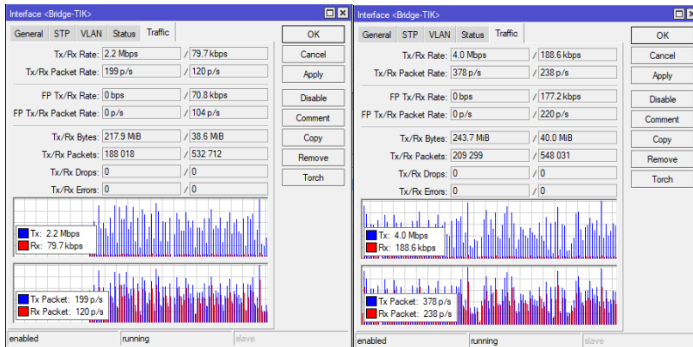 Interface <Bridge-TIK>
General STP VLAN Status Traffic
Tx/Rx Rate: 2.2 Mbps / 79.7 kbps
Tx/Rx Packet Rate: 199 p/s / 120 p/s
FP Tx/Rx Rate: 0 bps / 70.8 kbps
FP Tx/Rx Packet Rate: 0 p/s / 104 p/s
Tx/Rx Bytes: 217.9 MiB / 38.6 MiB
Tx/Rx Packets: 188 018 / 532 712
Tx/Rx Drops: 0 / 0
Tx/Rx Errors: 0 / 0
OK
Cancel
Apply
Disable
Comment
Copy
Remove
Torch
Tx: 2.2 Mbps
Rx: 79.7 kbps
Tx Packet: 199 p/s
Rx Packet: 120 p/s
enabled running slave
Interface <Bridge-TIK>
General STP VLAN Status Traffic
Tx/Rx Rate: 4.0 Mbps / 188.6 kbps
Tx/Rx Packet Rate: 378 p/s / 238 p/s
FP Tx/Rx Rate: 0 bps / 177.2 kbps
FP Tx/Rx Packet Rate: 0 p/s / 220 p/s
Tx/Rx Bytes: 243.7 MiB / 40.0 MiB
Tx/Rx Packets: 209 299 / 548 031
Tx/Rx Drops: 0 / 0
Tx/Rx Errors: 0 / 0
OK
Cancel
Apply
Disable
Comment
Copy
Remove
Torch
Tx: 4.0 Mbps
Rx: 188.6 kbps
Tx Packet: 378 p/s
Rx Packet: 238 p/s
enabled running slave